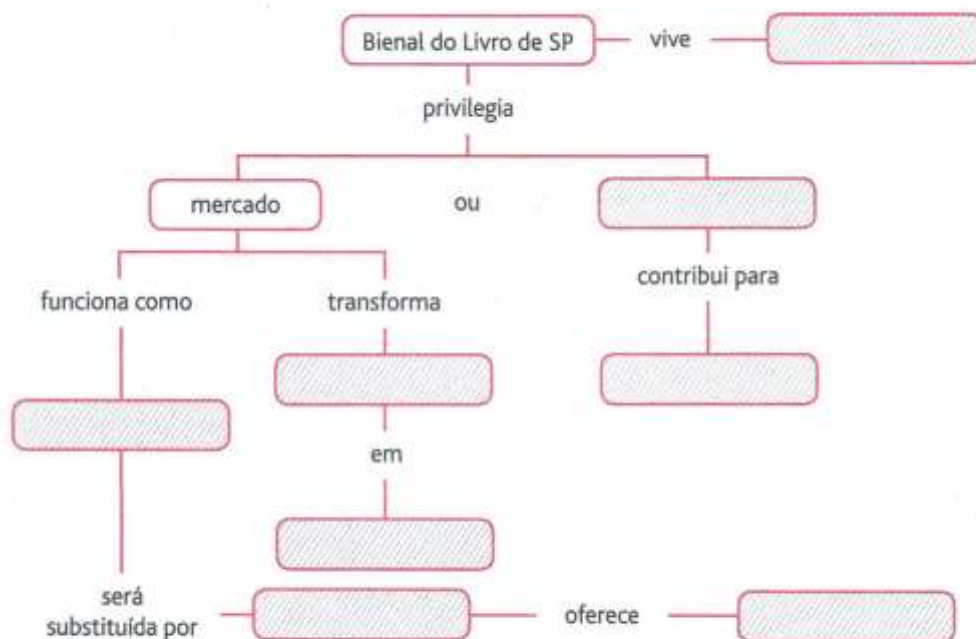 Bienal do Livro de SP
vive
privilegia
mercado
ou
funciona como
transforma
contribui para
em
será
substituída por
oferece